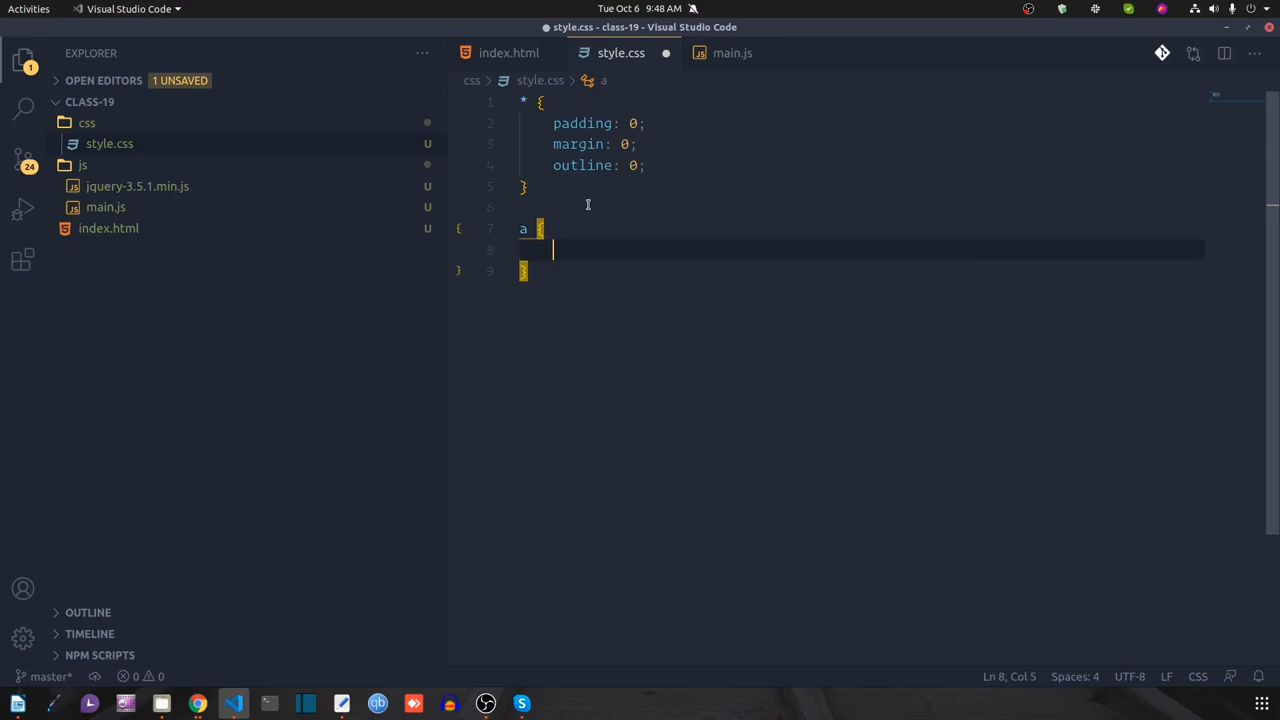 Activities
Visual Studio Code
Tue Oct 6 9:48 AM
style.css - class-19 - Visual Studio Code
EXPLORER
index.html
style.css
main.js
OPEN EDITORS 1 UNSAVED
css style.css a
CLASS-19
css
style.css U
js
jquery-3.5.1.min.js U
main.js U
index.html U
1 * {
2 padding: 0;
3 margin: 0;
4 outline: 0;
5 }
6
{ 7 a {
8
} 9 }
1
24
OUTLINE
TIMELINE
NPM SCRIPTS
master* 0 0
Ln 8, Col 5 Spaces: 4 UTF-8 LF CSS
qb